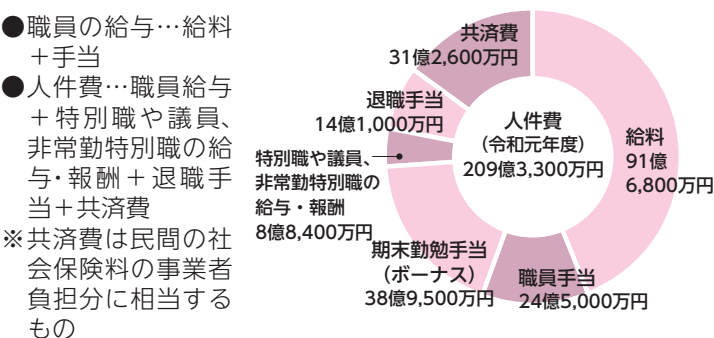 ●職員の給与…給料
＋手当
●人件費…職員給与
＋特別職や議員、
非常勤特別職の給
与・報酬＋退職手
当＋共済費
※共済費は民間の社
会保険料の事業者
負担分に相当する
もの
共済費
31億2,600万円
退職手当
14億1,000万円
特別職や議員、
非常勤特別職の
給与・報酬
8億8,400万円
期末勤勉手当
（ボーナス）
38億9,500万円
職員手当
24億5,000万円
給料
91億
6,800万円
人件費
（令和元年度）
209億3,300万円